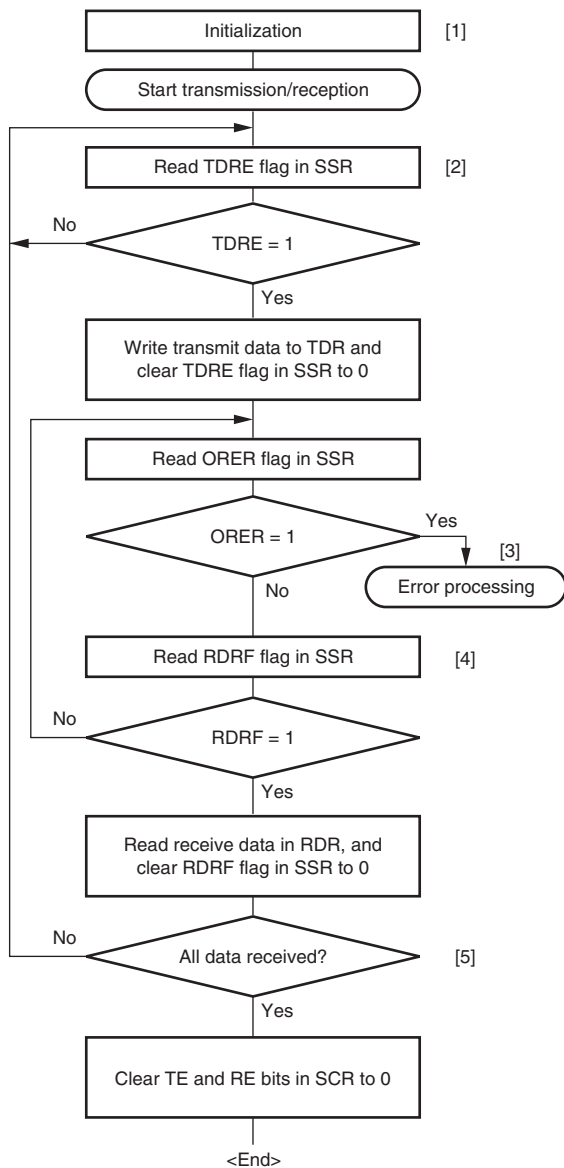 Initialization
[1]
Start transmission/reception
Read TDRE flag in SSR
[2]
No
TDRE = 1
Yes
Write transmit data to TDR and
clear TDRE flag in SSR to 0
Read ORER flag in SSR
ORER = 1
Yes
[3]
Error processing
No
Read RDRF flag in SSR
[4]
No
RDRF = 1
Yes
Read receive data in RDR, and
clear RDRF flag in SSR to 0
No
All data received?
[5]
Yes
Clear TE and RE bits in SCR to 0
<End>